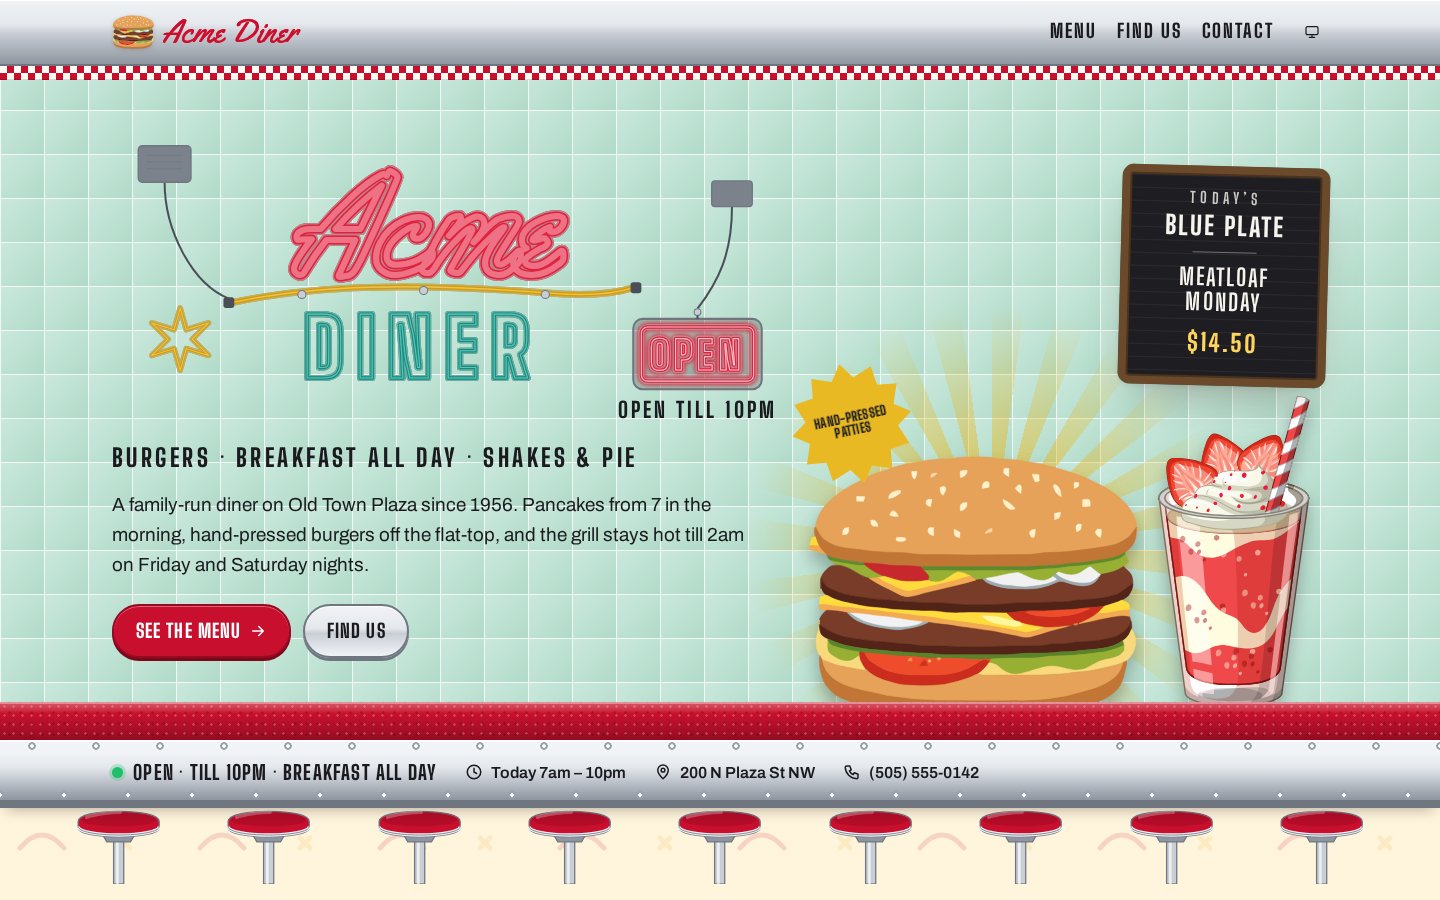 Acme Diner
MENU FIND US CONTACT
Acme
DINER
OPEN
OPEN TILL 10PM
TODAY'S
BLUE PLATE
MEATLOAF
MONDAY
$14.50
HAND-PRESSED
PATTIES
BURGERS · BREAKFAST ALL DAY · SHAKES & PIE
A family-run diner on Old Town Plaza since 1956. Pancakes from 7 in the
morning, hand-pressed burgers off the flat-top, and the grill stays hot till 2am
on Friday and Saturday nights.
SEE THE MENU → FIND US
OPEN · TILL 10PM · BREAKFAST ALL DAY Today 7am – 10pm 200 N Plaza St NW (505) 555-0142